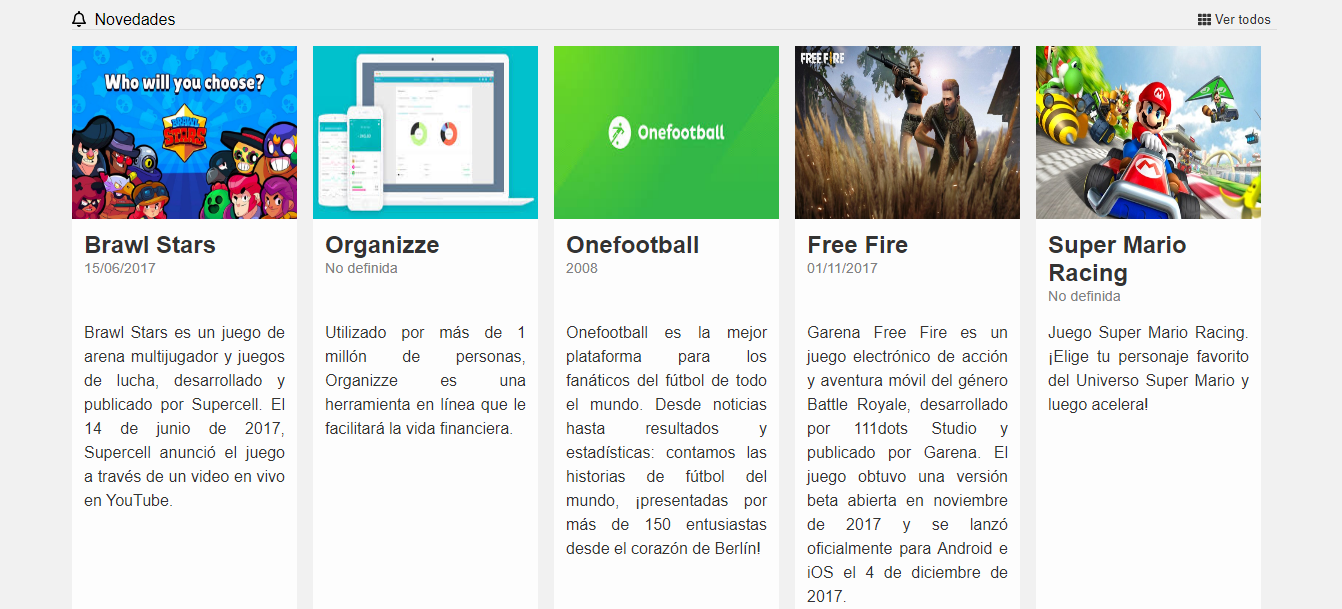 Novedades
Ver todos
Who will you choose?
BRAWL
STARS
Brawl Stars
15/06/2017
Brawl Stars es un juego de
arena multijugador y juegos
de lucha, desarrollado y
publicado por Supercell. El
14 de junio de 2017,
Supercell anunció el juego
a través de un video en vivo
en YouTube.
Organizze
No definida
Utilizado por más de 1
millón de personas,
Organizze es una
herramienta en línea que le
facilitará la vida financiera.
Onefootball
Onefootball
2008
Onefootball es la mejor
plataforma para los
fanáticos del fútbol de todo
el mundo. Desde noticias
hasta resultados y
estadísticas: contamos las
historias de fútbol del
mundo, ¡presentadas por
más de 150 entusiastas
desde el corazón de Berlín!
FREE FIRE
Free Fire
01/11/2017
Garena Free Fire es un
juego electrónico de acción
y aventura móvil del género
Battle Royale, desarrollado
por 111dots Studio y
publicado por Garena. El
juego obtuvo una versión
beta abierta en noviembre
de 2017 y se lanzó
oficialmente para Android e
iOS el 4 de diciembre de
2017.
M
M
Super Mario
Racing
No definida
Juego Super Mario Racing.
¡Elige tu personaje favorito
del Universo Super Mario y
luego acelera!